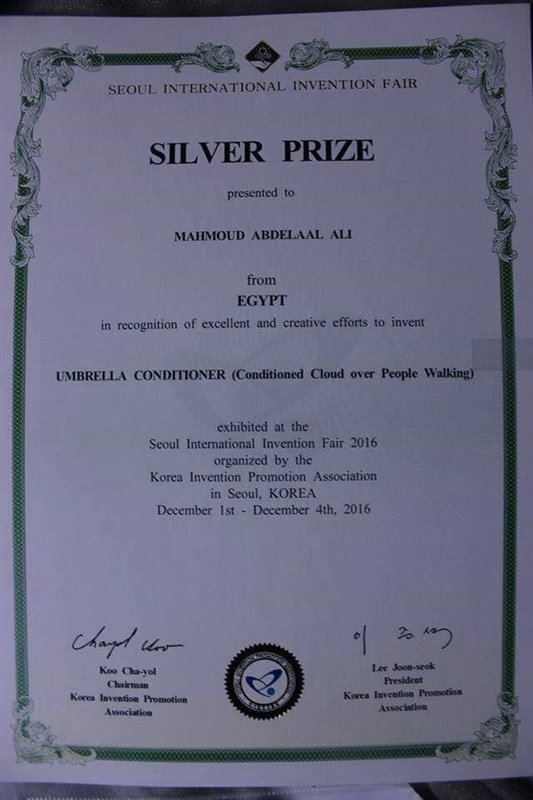 SEOUL INTERNATIONAL INVENTION FAIR
SILVER PRIZE
presented to
MAHMOUD ABDELAAL ALI
from
EGYPT
in recognition of excellent and creative efforts to invent
UMBRELLA CONDITIONER (Conditioned Cloud over People Walking)
exhibited at the
Seoul International Invention Fair 2016
organized by the
Korea Invention Promotion Association
in Seoul, KOREA
December 1st - December 4th, 2016
Koo Cha-yol
Chairman
Korea Invention Promotion
Association
Lee Joon-seok
President
Korea Invention Promotion
Association